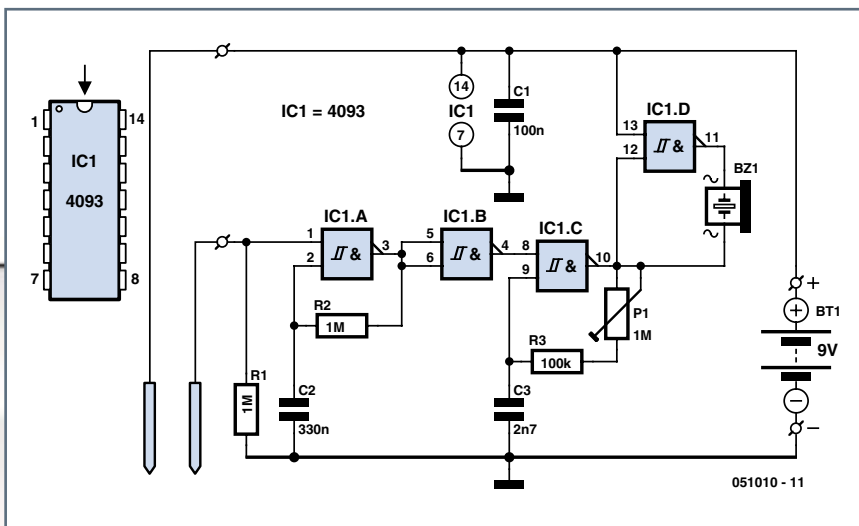 IC1 = 4093
1
14
IC1
4093
7
8
14
IC1
7
C1
100n
IC1.D
13
12
11
&
BZ1
IC1.A
1
2
3
&
IC1.B
5
6
4
&
IC1.C
8
9
10
&
R2
1M
P1
1M
R3
100k
R1
1M
C2
330n
C3
2n7
+
+
BT1
9V
−
−
051010 - 11